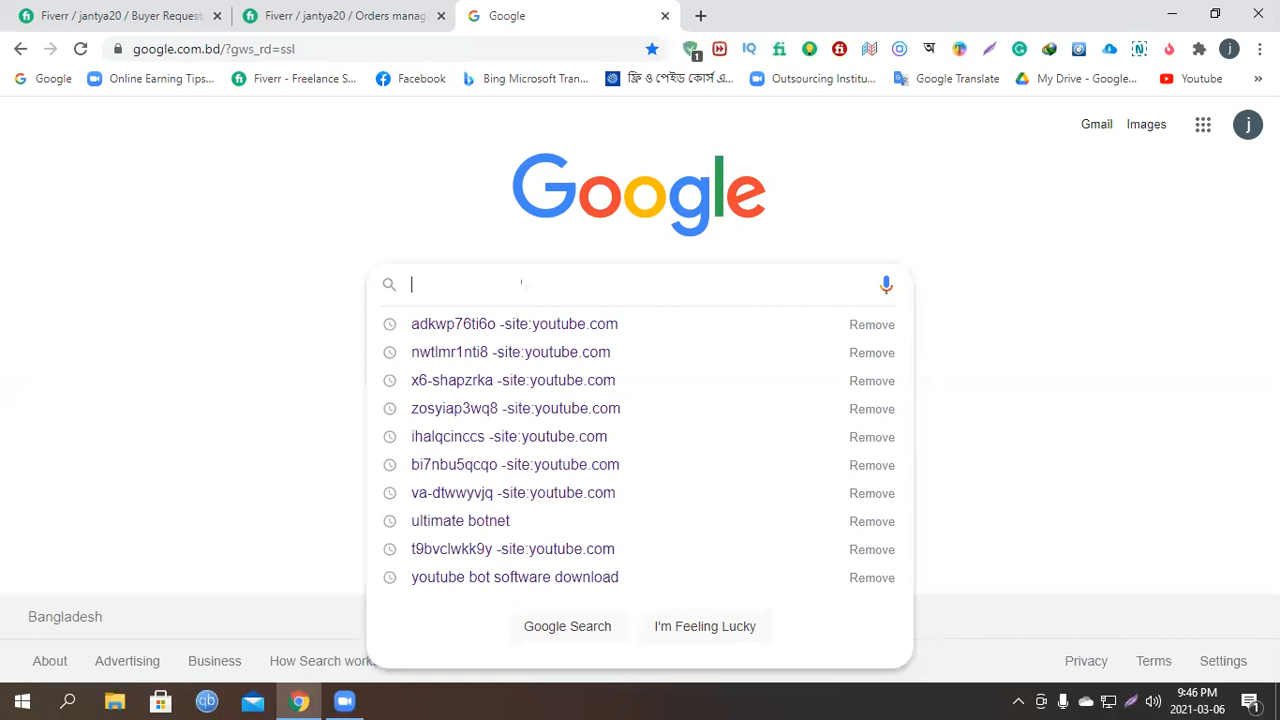 Fiverr / jantya20 / Buyer Request
Fiverr / jantya20 / Orders manag
Google
google.com.bd/?gws_rd=ssl
Google
Online Earning Tips...
Fiverr - Freelance S...
Facebook
Bing Microsoft Tran...
ফ্রি ও পেইড কোর্স এ...
Outsourcing Institu...
Google Translate
My Drive - Google...
Youtube
Gmail
Images
j
Google
adkwp76ti6o -site:youtube.com
Remove
nwtlmr1nti8 -site:youtube.com
Remove
x6-shapzrka -site:youtube.com
Remove
zosyiap3wq8 -site:youtube.com
Remove
ihalqcinccs -site:youtube.com
Remove
bi7nbu5qcqo -site:youtube.com
Remove
va-dtwwyvjq -site:youtube.com
Remove
ultimate botnet
Remove
t9bvclwkk9y -site:youtube.com
Remove
youtube bot software download
Remove
Google Search
I'm Feeling Lucky
Bangladesh
About
Advertising
Business
How Search work
Privacy
Terms
Settings
9:46 PM
2021-03-06